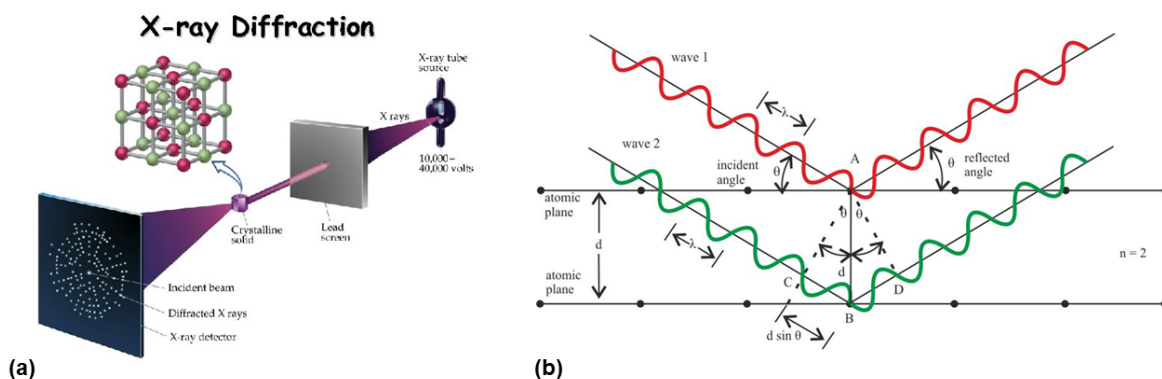 X-ray Diffraction
X-ray tube
source
X rays
10,000–
40,000 volts
Lead
screen
Crystalline
solid
Incident beam
Diffracted X rays
X-ray detector
(a)
wave 1
λ
wave 2
incident
angle
θ
A
θ
reflected
angle
atomic
plane
θ
θ
d
λ
d
n = 2
atomic
plane
C
D
B
d sin θ
(b)